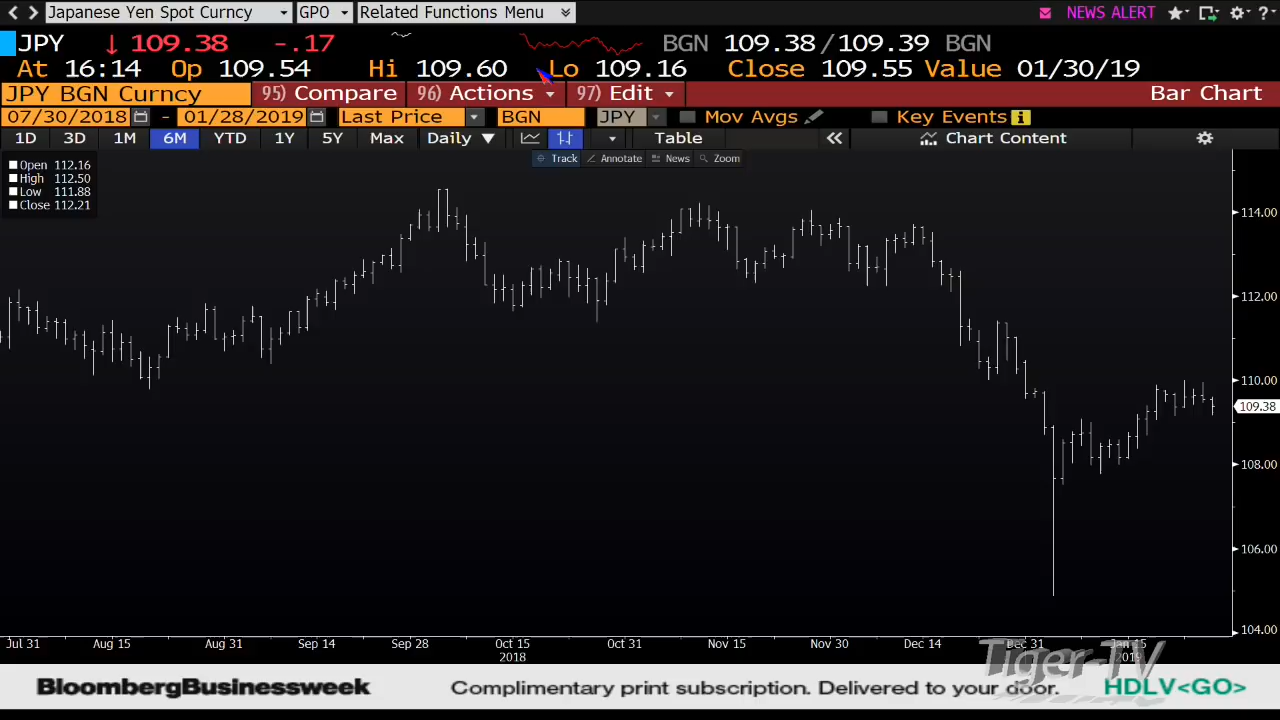 Japanese Yen Spot Curncy GPO Related Functions Menu NEWS ALERT ?
JPY ↓ 109.38 -.17 BGN 109.38/109.39 BGN
At 16:14 Op 109.54 Hi 109.60 Lo 109.16 Close 109.55 Value 01/30/19
JPY BGN Curncy 95) Compare 96) Actions 97) Edit Bar Chart
07/30/2018 - 01/28/2019 Last Price BGN JPY Mov Avgs Key Events i
1D 3D 1M 6M YTD 1Y 5Y Max Daily ▼ Table « Chart Content
Track Annotate News Zoom
Open 112.16
High 112.50
Low 111.88
Close 112.21
114.00
112.00
110.00
109.38
108.00
106.00
104.00
Jul 31 Aug 15 Aug 31 Sep 14 Sep 28 Oct 15 Oct 31 Nov 15 Nov 30 Dec 14 Dec 31 Jan 15
2018 2019
Tiger-TV
BloombergBusinessweek Complimentary print subscription. Delivered to your door. HDLV<GO>